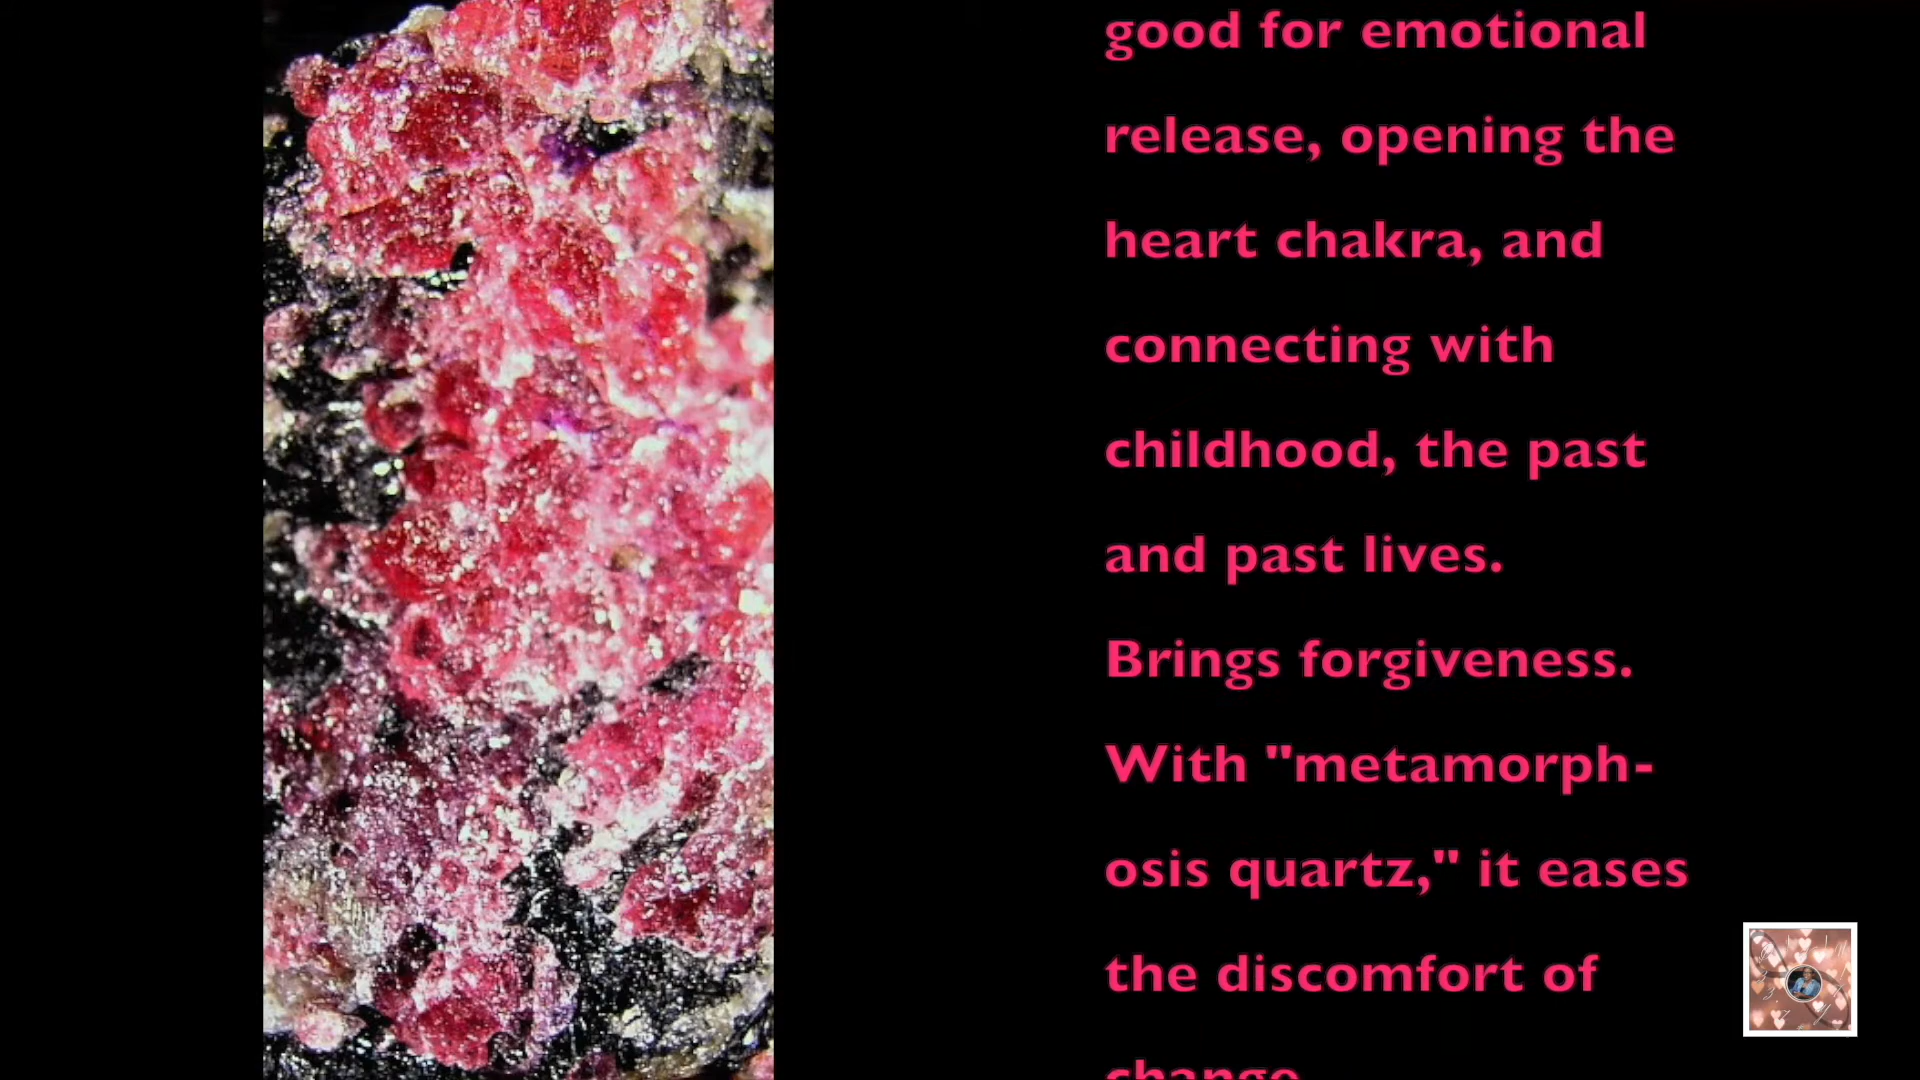 good for emotional
release, opening the
heart chakra, and
connecting with
childhood, the past
and past lives.
Brings forgiveness.
With "metamorph-
osis quartz," it eases
the discomfort of
change